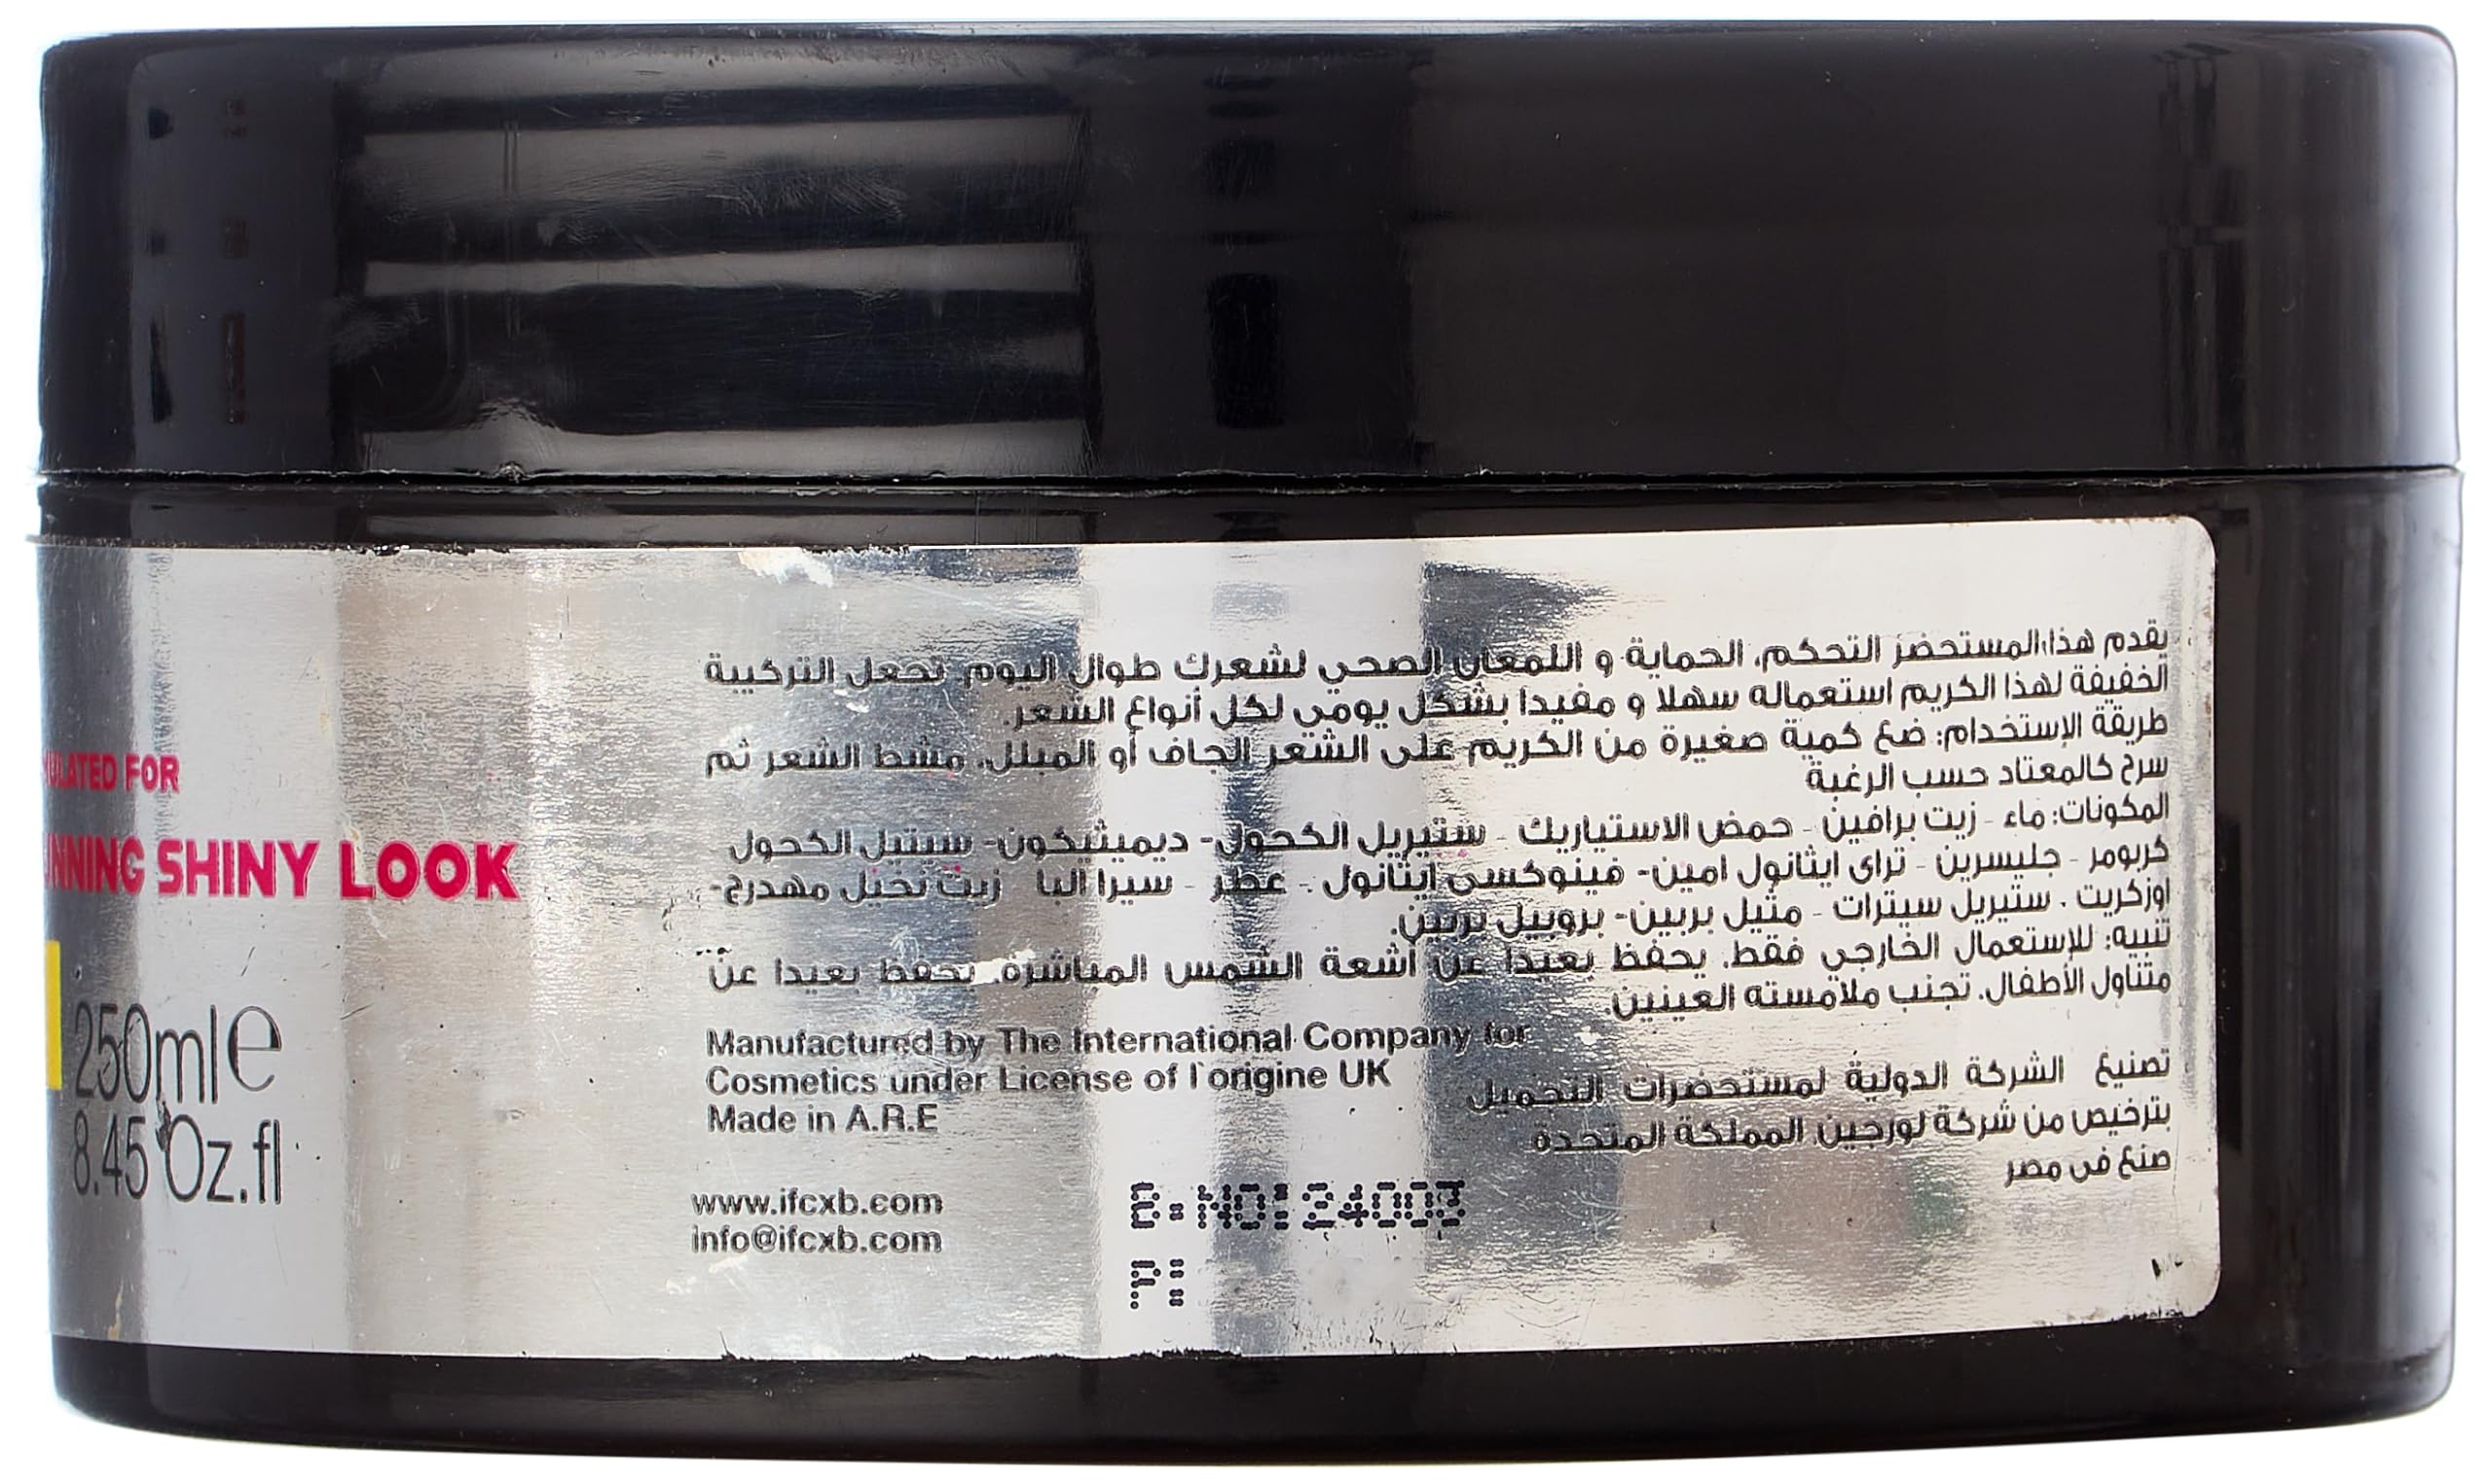 FOR
SHINY LOOK
250ml e
8.45 Oz.fl
يقدم هذا المستحضر التحكم، الحماية و اللمعان الصحي لشعرك طوال اليوم. تجعل التركيبة
الخفيفة لهذا الكريم استعماله سهلا و مفيدا بشكل يومي لكل أنواع الشعر.
طريقة الإستخدام: ضع كمية صغيرة من الكريم على الشعر الجاف أو المبلل، مشط الشعر ثم
سرح كالمعتاد حسب الرغبة
المكونات: ماء - زيت برافين - حمض الاستياريك - ستيريل الكحول - ديميثيكون - سيتيل الكحول
كربومر - جليسرين - تراى ايثانول امين - فينوكسى ايثانول - عطر - سيرا البا زيت نخيل مهدرج -
اوزكريت . ستيريل سيترات - مثيل بربين - بروبيل بربين.
تنبيه: للإستعمال الخارجي فقط. يحفظ بعيدا عن أشعة الشمس المباشرة. يحفظ بعيدا عن
متناول الأطفال. تجنب ملامسته العينين.
Manufactured by The International Company for
Cosmetics under License of l`origine UK
Made in A.R.E
تصنيع الشركة الدولية لمستحضرات التجميل
بترخيص من شركة لورجين المملكة المتحدة
صنع فى مصر
www.ifcxb.com
info@ifcxb.com
B-NO:
P: